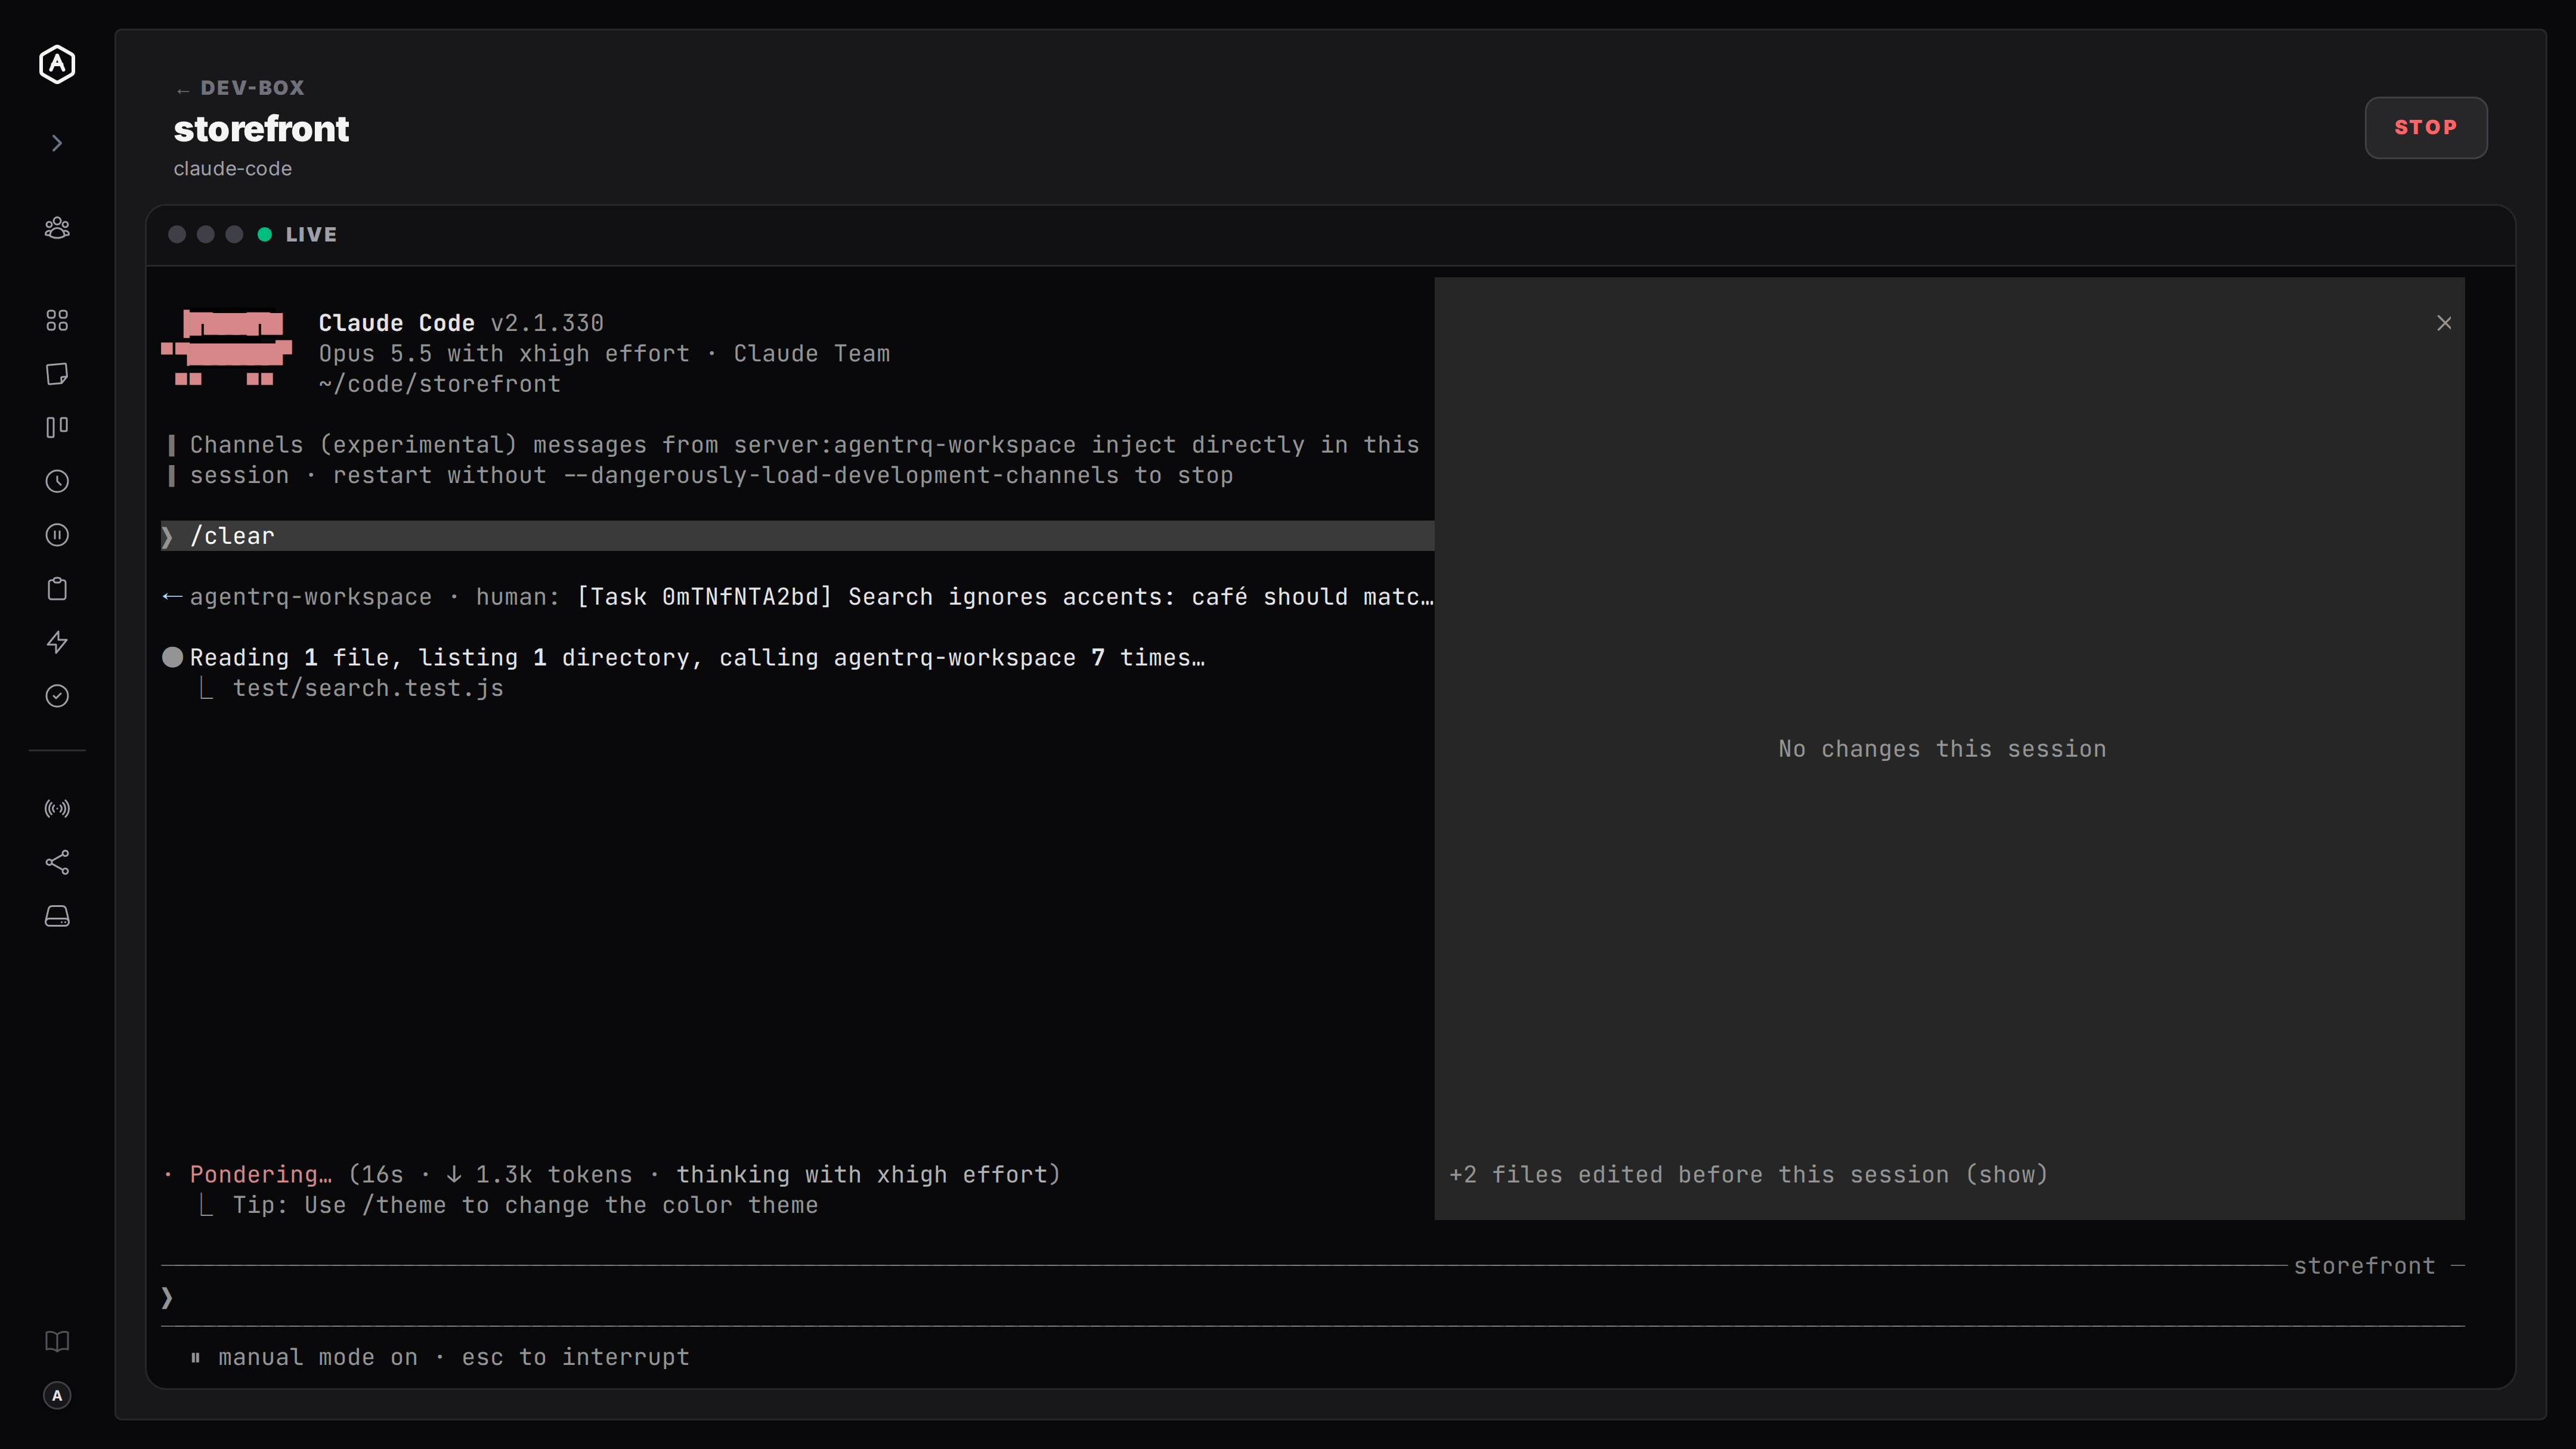 ← DEV-BOX
storefront
claude-code
STOP
LIVE
Claude Code v2.1.330
Opus 5.5 with xhigh effort · Claude Team
~/code/storefront
Channels (experimental) messages from server:agentrq-workspace inject directly in this
session · restart without --dangerously-load-development-channels to stop
❯ /clear
← agentrq-workspace · human: [Task 0mTNfNTA2bd] Search ignores accents: café should matc…
● Reading 1 file, listing 1 directory, calling agentrq-workspace 7 times…
⎿ test/search.test.js
No changes this session
· Pondering… (16s · ↓ 1.3k tokens · thinking with xhigh effort)
⎿ Tip: Use /theme to change the color theme
+2 files edited before this session (show)
storefront
❯
⏸ manual mode on · esc to interrupt
A